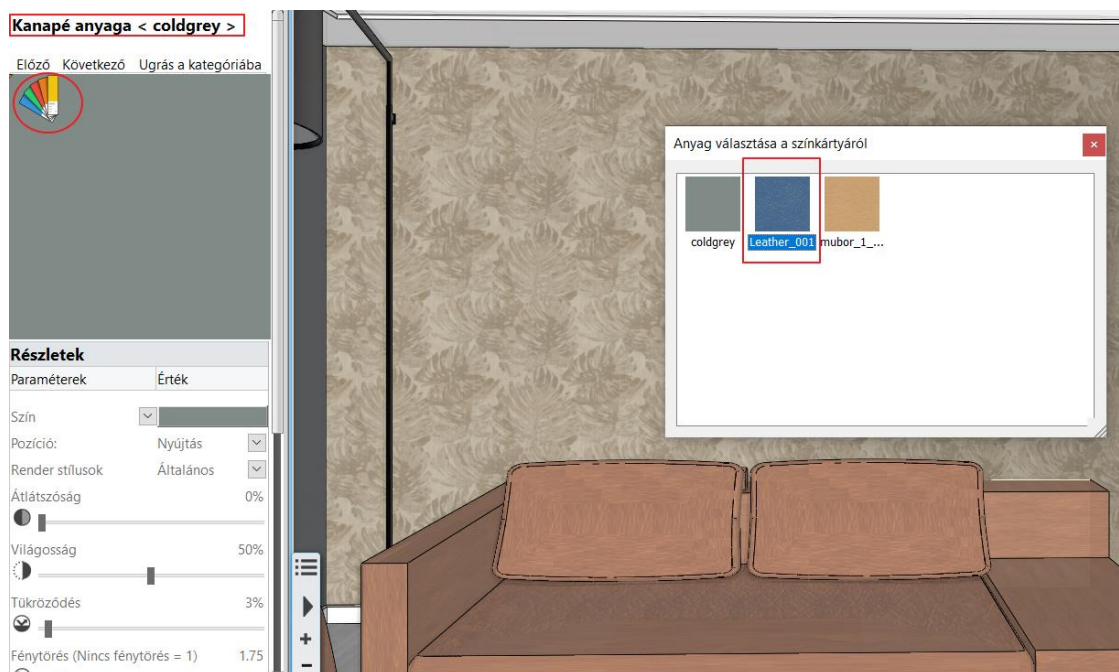 Kanapé anyaga < coldgrey >
Előző Következő Ugrás a kategóriába
Részletek
Paraméterek Érték
Szín
Pozíció: Nyújtás
Render stílusok Általános
Átlátszóság 0%
Világosság 50%
Tükröződés 3%
Fénytörés (Nincs fénytörés = 1) 1.75
Anyag választása a színkártyáról
coldgrey Leather_001 mubor_1_...